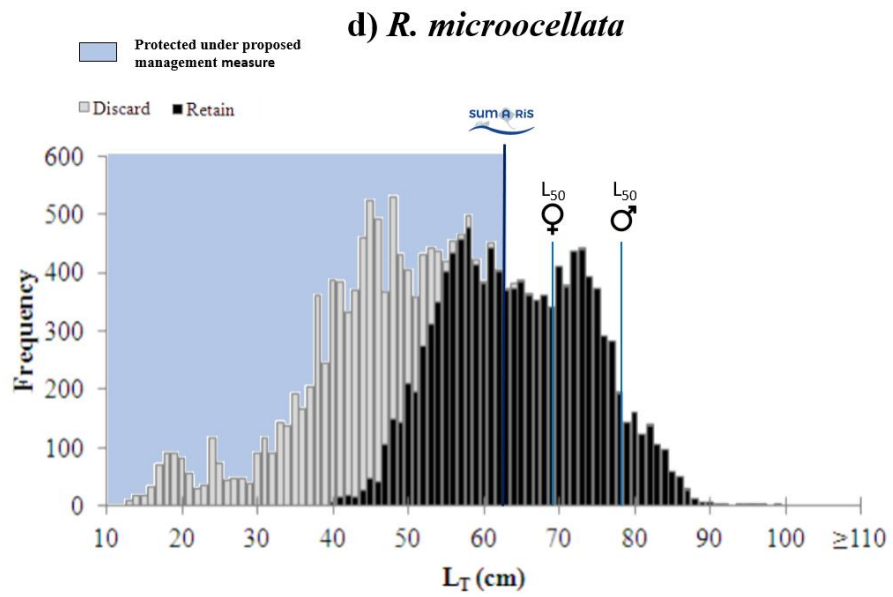 d) R. microocellata
Protected under proposed
management measure
Discard Retain
sumARiS
600
500
400
300
200
100
0
Frequency
L50
L50
♀
♂
10 20 30 40 50 60 70 80 90 100 ≥110
LT (cm)